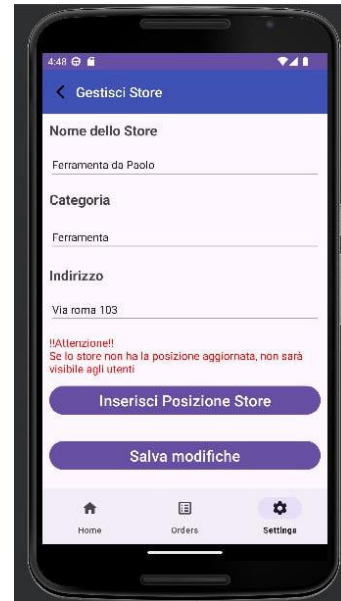 4:48
Gestisci Store
Nome dello Store
Ferramenta da Paolo
Categoria
Ferramenta
Indirizzo
Via roma 103
!!Attenzione!!
Se lo store non ha la posizione aggiornata, non sarà
visibile agli utenti
Inserisci Posizione Store
Salva modifiche
Home Orders Settings